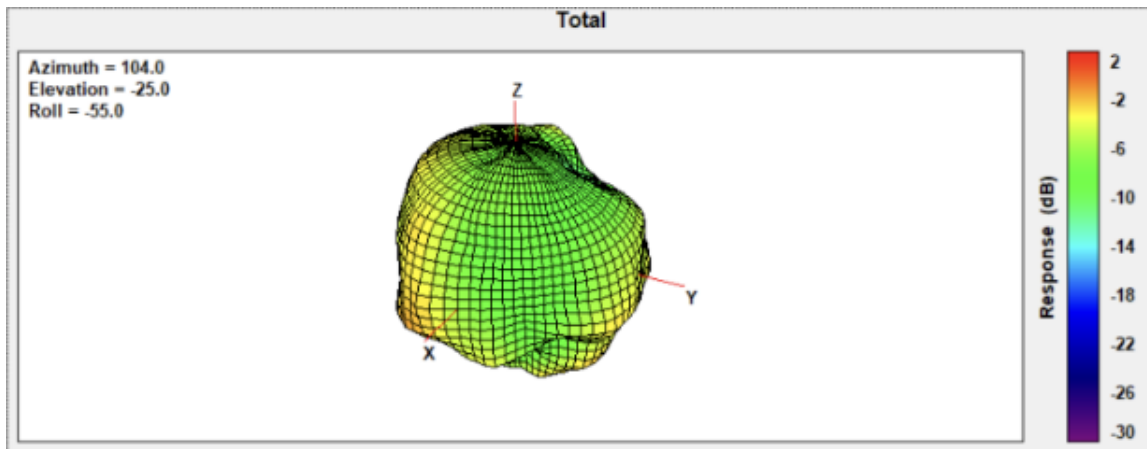 Total
Azimuth = 104.0
Elevation = -25.0
Roll = -55.0
Z
Y
X
Response (dB)
2
-2
-6
-10
-14
-18
-22
-26
-30